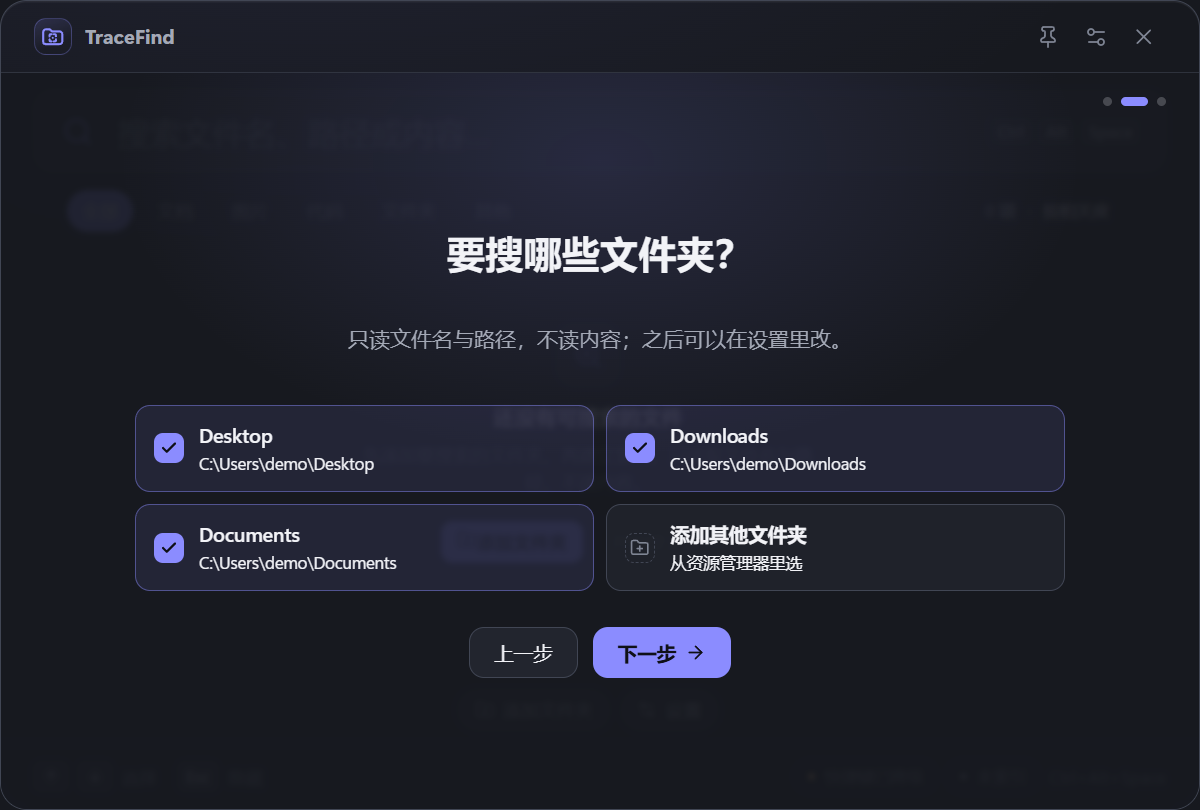 TraceFind
要搜哪些文件夹？
只读文件名与路径，不读内容；之后可以在设置里改。
Desktop
C:\Users\demo\Desktop
Downloads
C:\Users\demo\Downloads
Documents
C:\Users\demo\Documents
添加其他文件夹
从资源管理器里选
上一步
下一步